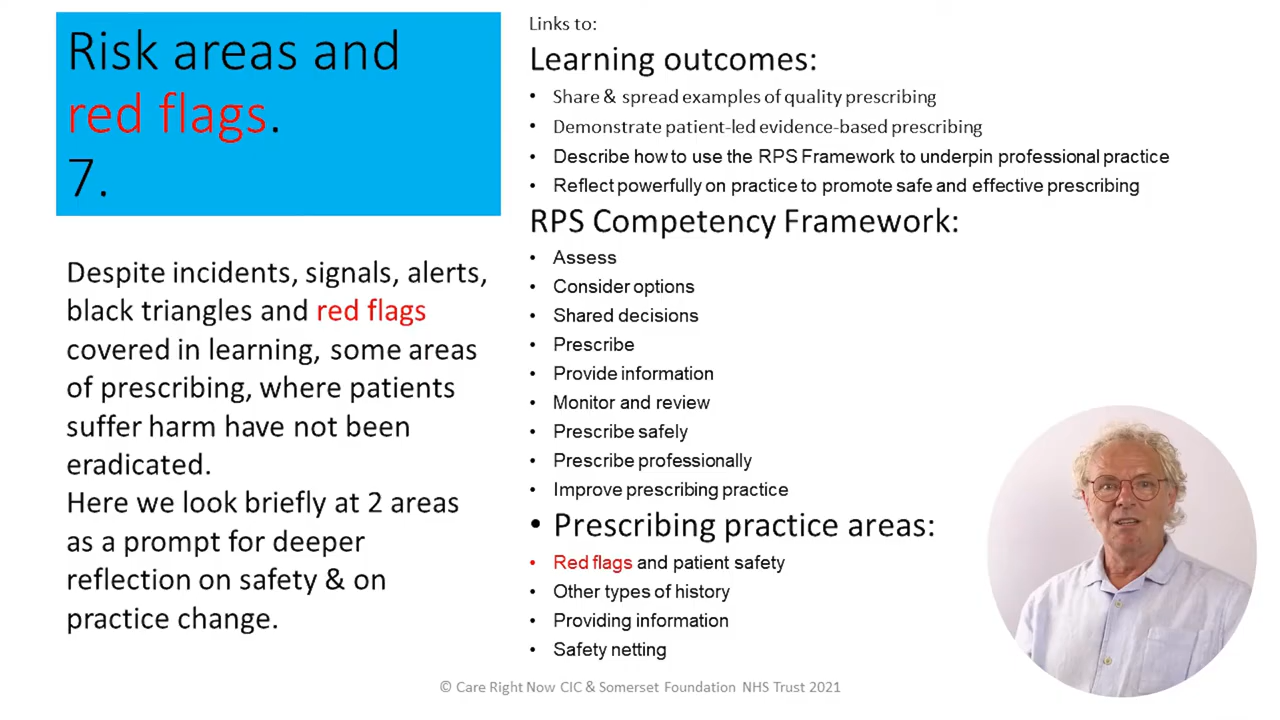 Risk areas and
red flags.
7.
Despite incidents, signals, alerts,
black triangles and red flags
covered in learning, some areas
of prescribing, where patients
suffer harm have not been
eradicated.
Here we look briefly at 2 areas
as a prompt for deeper
reflection on safety & on
practice change.
Links to:
Learning outcomes:
• Share & spread examples of quality prescribing
• Demonstrate patient-led evidence-based prescribing
• Describe how to use the RPS Framework to underpin professional practice
• Reflect powerfully on practice to promote safe and effective prescribing
RPS Competency Framework:
• Assess
• Consider options
• Shared decisions
• Prescribe
• Provide information
• Monitor and review
• Prescribe safely
• Prescribe professionally
• Improve prescribing practice
• Prescribing practice areas:
• Red flags and patient safety
• Other types of history
• Providing information
• Safety netting
© Care Right Now CIC & Somerset Foundation NHS Trust 2021